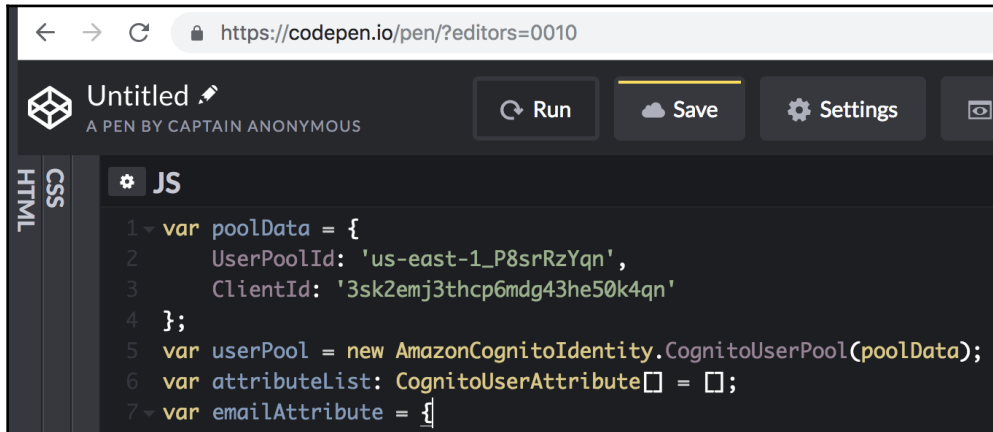 https://codepen.io/pen/?editors=0010
Untitled
A PEN BY CAPTAIN ANONYMOUS
Run
Save
Settings
HTML
CSS
JS
1 var poolData = {
2     UserPoolId: 'us-east-1_P8srRzYqn',
3     ClientId: '3sk2emj3thcp6mdg43he50k4qn'
4 };
5 var userPool = new AmazonCognitoIdentity.CognitoUserPool(poolData);
6 var attributeList: CognitoUserAttribute[] = [];
7 var emailAttribute = {